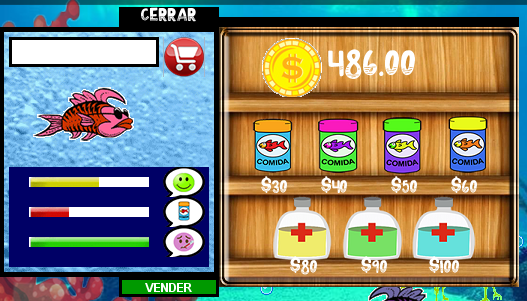 CERRAR
$ 486.00
COMIDA COMIDA COMIDA COMIDA
$30 $40 $50 $60
$80 $90 $100
VENDER